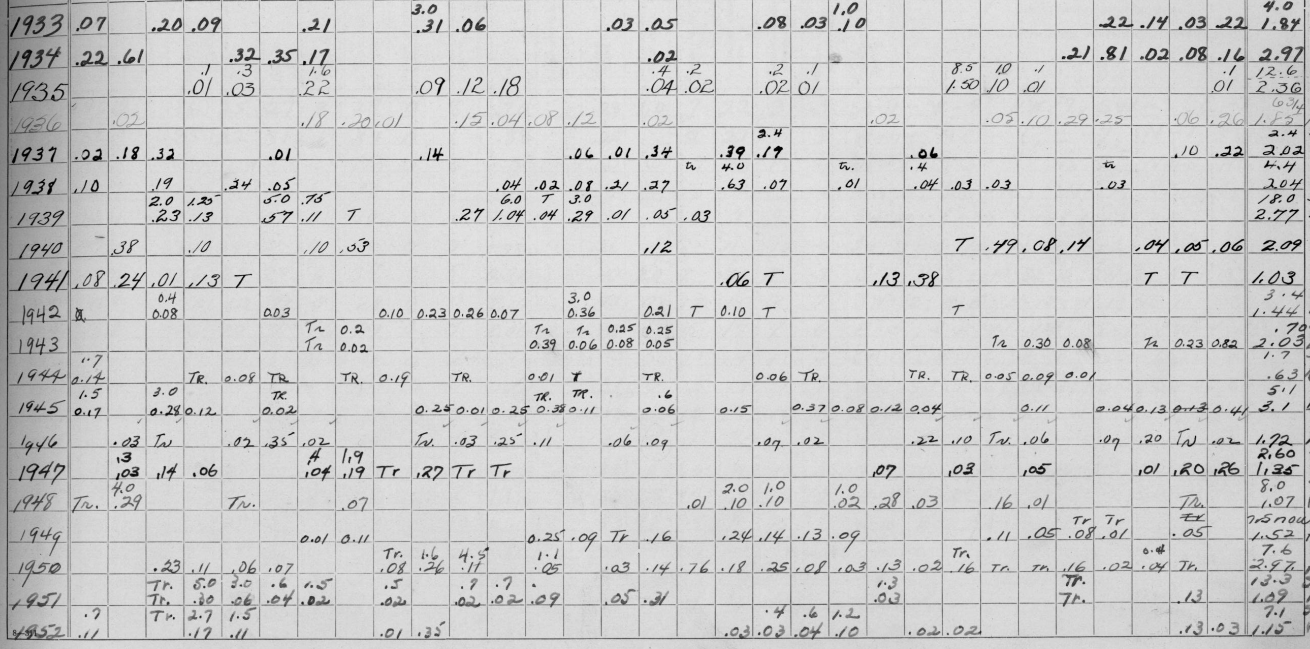 3.0 1.0 4.0
1933 .07 .20 .09 .21 .31 .06 .03 .05 .08 .03 .10 .22 .14 .03 .22 1.84
1934 .22 .61 .32 .35 .17 .02 .21 .81 .02 .08 .16 2.97
.1 .3 1.6 .4 .2 .2 .1 8.5 1.0 .1 .1 12.6
1935 .01 .03 .22 .09 .12 .18 .04 .02 .02 .01 1.50 .10 .01 .01 2.36
1936 .02 .18 .20 .01 .15 .04 .08 .12 .02 .02 .05 .10 .29 .25 .06 .26
2.4 2.4
1937 .02 .18 .32 .01 .14 .06 .01 .34 .39 .19 .06 .10 .22 2.02
tr 4.0 tr. .4 tr 4.4
1938 .10 .19 .24 .05 .04 .02 .08 .21 .27 .63 .07 .01 .04 .03 .03 .03 2.04
2.0 1.25 5.0 .75 6.0 T 3.0 18.0
1939 .23 .13 .57 .11 T .27 1.04 .04 .29 .01 .05 .03 2.77
1940 .38 .10 .10 .53 .12 T .49 .08 .14 .04 .05 .06 2.09
1941 .08 .24 .01 .13 T .06 T .13 .38 T T 1.03
0.4 3.0 3.4
1942 0.08 0.03 0.10 0.23 0.26 0.07 0.36 0.21 T 0.10 T T 1.44
Tr 0.2 Tr Tr 0.25 0.25 .70
1943 Tr 0.02 0.39 0.06 0.08 0.05 Tr 0.30 0.08 Tr 0.23 0.82 2.03
1.7 1.7
1944 0.14 TR. 0.08 TR TR. 0.19 TR. 0.01 T TR. 0.06 TR. TR. TR. 0.05 0.09 0.01 .63
1.5 3.0 TR. TR. TR. .6 5.1
1945 0.17 0.28 0.12 0.02 0.25 0.01 0.25 0.38 0.11 0.06 0.15 0.37 0.08 0.12 0.04 0.11 0.04 0.13 0.13 0.41 3.1
1946 .03 Tr .02 .35 .02 Tr. .03 .25 .11 .06 .09 .07 .02 .22 .10 Tr. .06 .07 .20 Tr .02 1.72
.3 1.9 2.60
1947 .03 .14 .06 .04 .19 Tr .27 Tr Tr .07 .03 .05 .01 .20 .26 1.35
4.0 2.0 1.0 1.0 8.0
1948 Tr. .29 Tr. .07 .01 .10 .10 .02 .28 .03 .16 .01 Tr. 1.07
Tr Tr Tr
1949 0.01 0.11 0.25 .09 Tr .16 .24 .14 .13 .09 .11 .05 .08 .01 .05 1.52
Tr. 1.6 4.5 1.1 Tr. 0.4 7.6
1950 .23 .11 .06 .07 .08 .26 .11 .05 .03 .14 .76 .18 .25 .08 .03 .13 .02 .16 Tr. Tr. .16 .02 .04 Tr. 2.97
Tr. 5.0 3.0 .6 1.5 .5 .7 .7 1.3 Tr. 13.3
1951 Tr. .30 .06 .04 .02 .02 .02 .02 .09 .05 .31 .03 Tr. .13 1.09
.7 Tr. 2.7 1.5 .4 .6 1.2 7.1
1952 .11 .17 .11 .01 .35 .03 .03 .04 .10 .02 .02 .13 .03 1.15